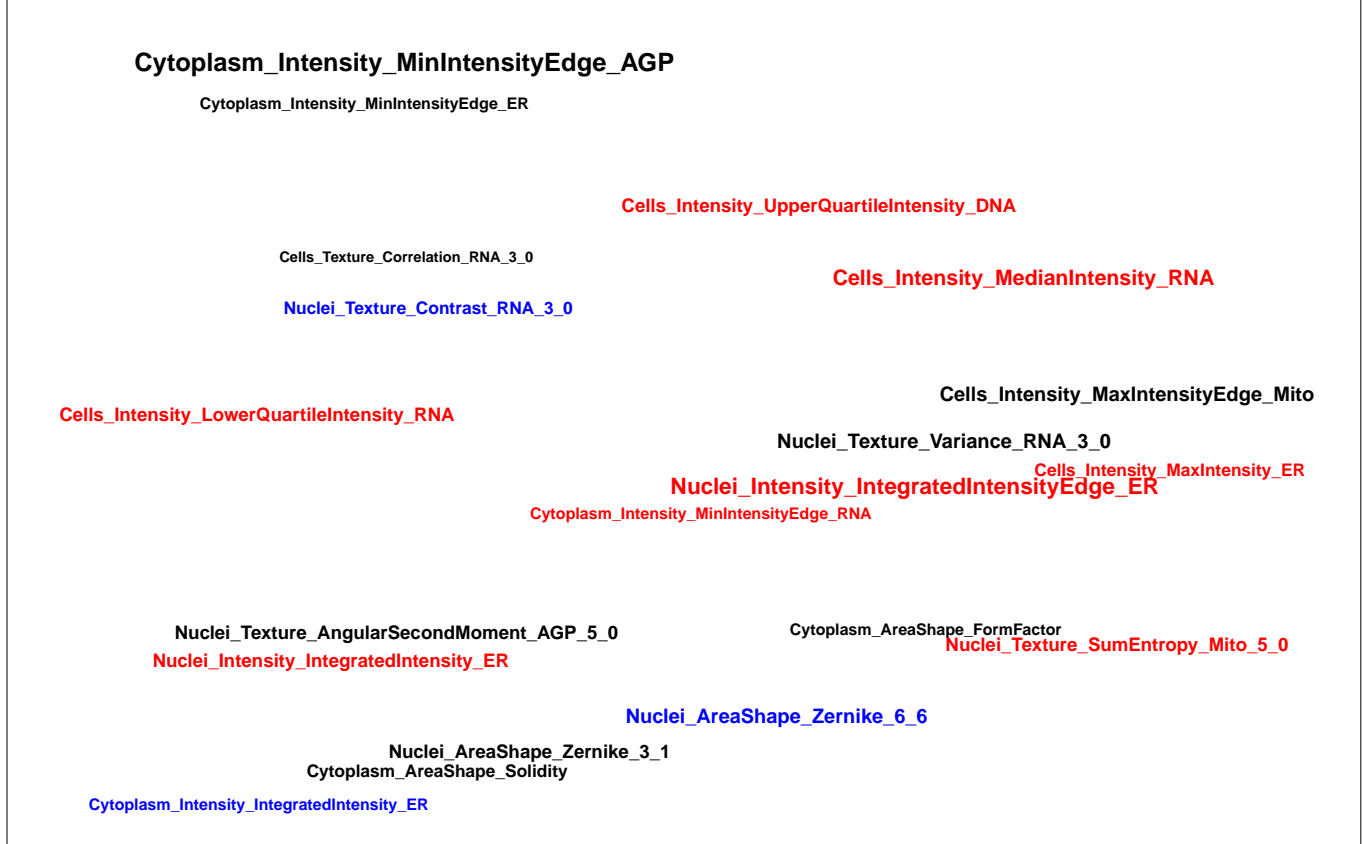 Cytoplasm_Intensity_MinIntensityEdge_AGP
Cytoplasm_Intensity_MinIntensityEdge_ER
Cells_Intensity_UpperQuartileIntensity_DNA
Cells_Texture_Correlation_RNA_3_0
Cells_Intensity_MedianIntensity_RNA
Nuclei_Texture_Contrast_RNA_3_0
Cells_Intensity_MaxIntensityEdge_Mito
Cells_Intensity_LowerQuartileIntensity_RNA
Nuclei_Texture_Variance_RNA_3_0
Cells_Intensity_MaxIntensity_ER
Nuclei_Intensity_IntegratedIntensityEdge_ER
Cytoplasm_Intensity_MinIntensityEdge_RNA
Nuclei_Texture_AngularSecondMoment_AGP_5_0
Cytoplasm_AreaShape_FormFactor
Nuclei_Texture_SumEntropy_Mito_5_0
Nuclei_Intensity_IntegratedIntensity_ER
Nuclei_AreaShape_Zernike_6_6
Nuclei_AreaShape_Zernike_3_1
Cytoplasm_AreaShape_Solidity
Cytoplasm_Intensity_IntegratedIntensity_ER